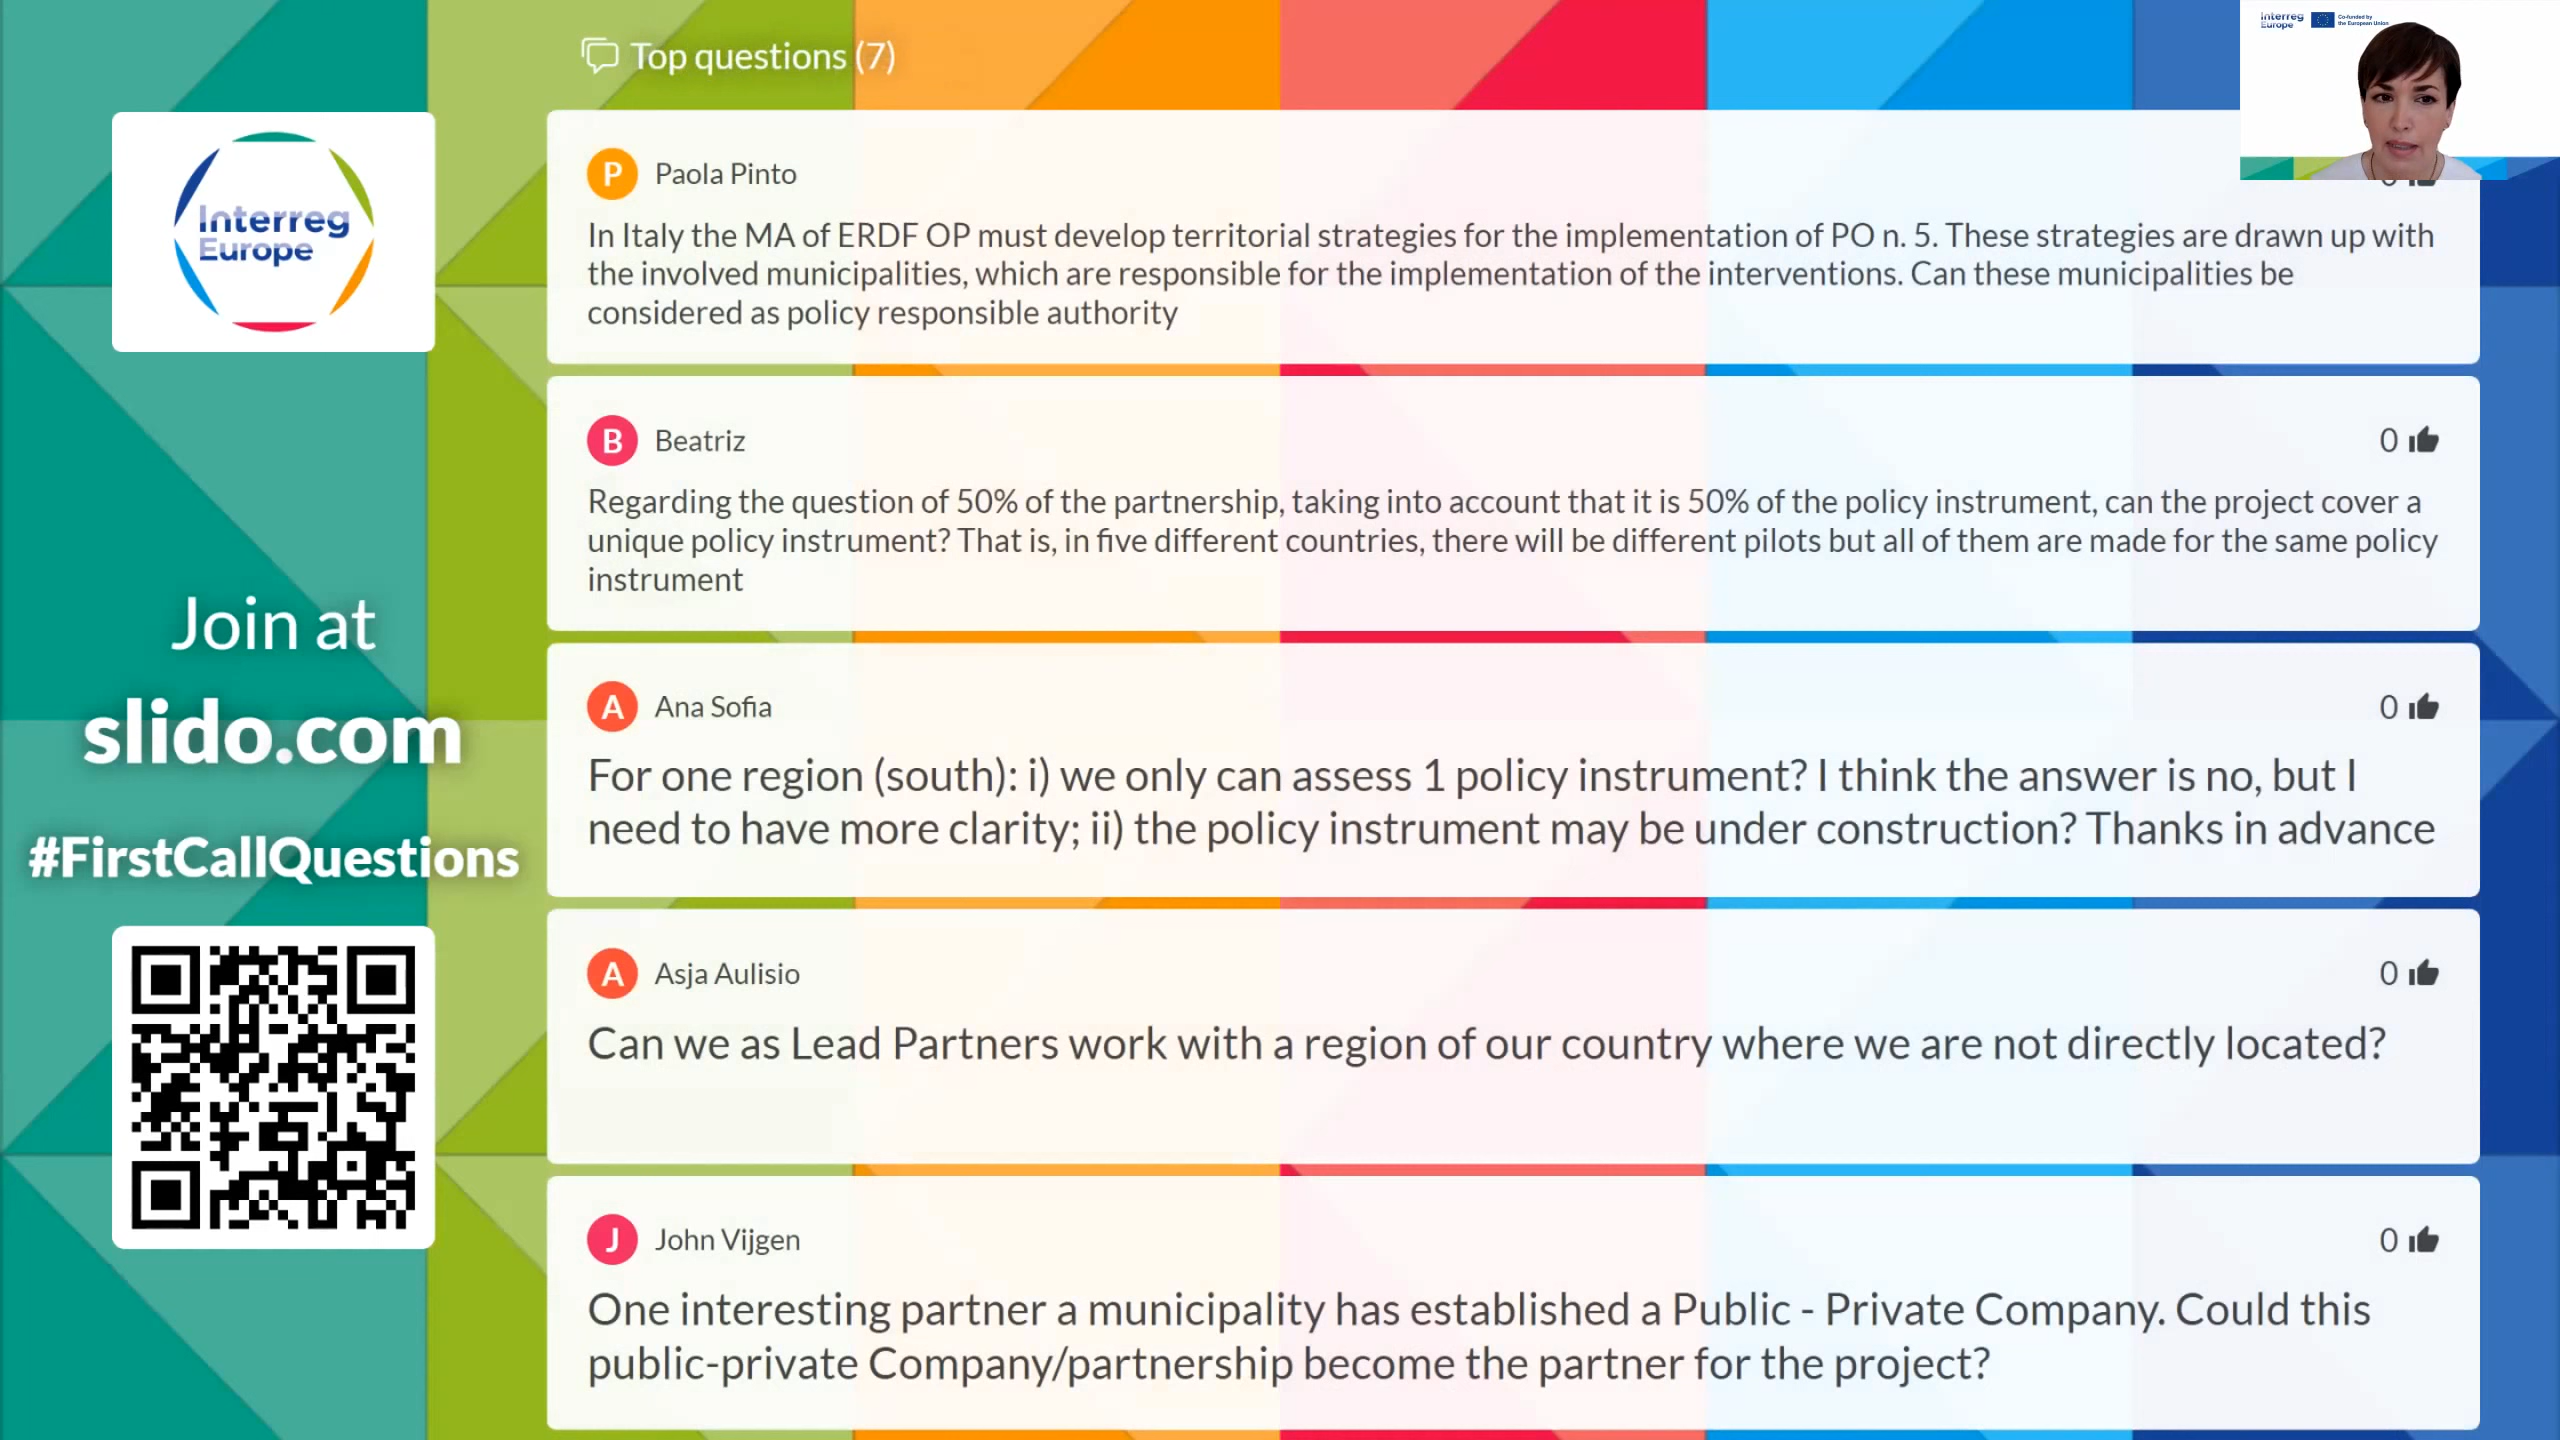 Top questions (7)
Interreg
Europe
Co-funded by
the European Union
Interreg
Europe
Join at
slido.com
#FirstCallQuestions
P
Paola Pinto
In Italy the MA of ERDF OP must develop territorial strategies for the implementation of PO n. 5. These strategies are drawn up with
the involved municipalities, which are responsible for the implementation of the interventions. Can these municipalities be
considered as policy responsible authority
B
Beatriz
0
Regarding the question of 50% of the partnership, taking into account that it is 50% of the policy instrument, can the project cover a
unique policy instrument? That is, in five different countries, there will be different pilots but all of them are made for the same policy
instrument
A
Ana Sofia
0
For one region (south): i) we only can assess 1 policy instrument? I think the answer is no, but I
need to have more clarity; ii) the policy instrument may be under construction? Thanks in advance
A
Asja Aulisio
0
Can we as Lead Partners work with a region of our country where we are not directly located?
J
John Vijgen
0
One interesting partner a municipality has established a Public - Private Company. Could this
public-private Company/partnership become the partner for the project?